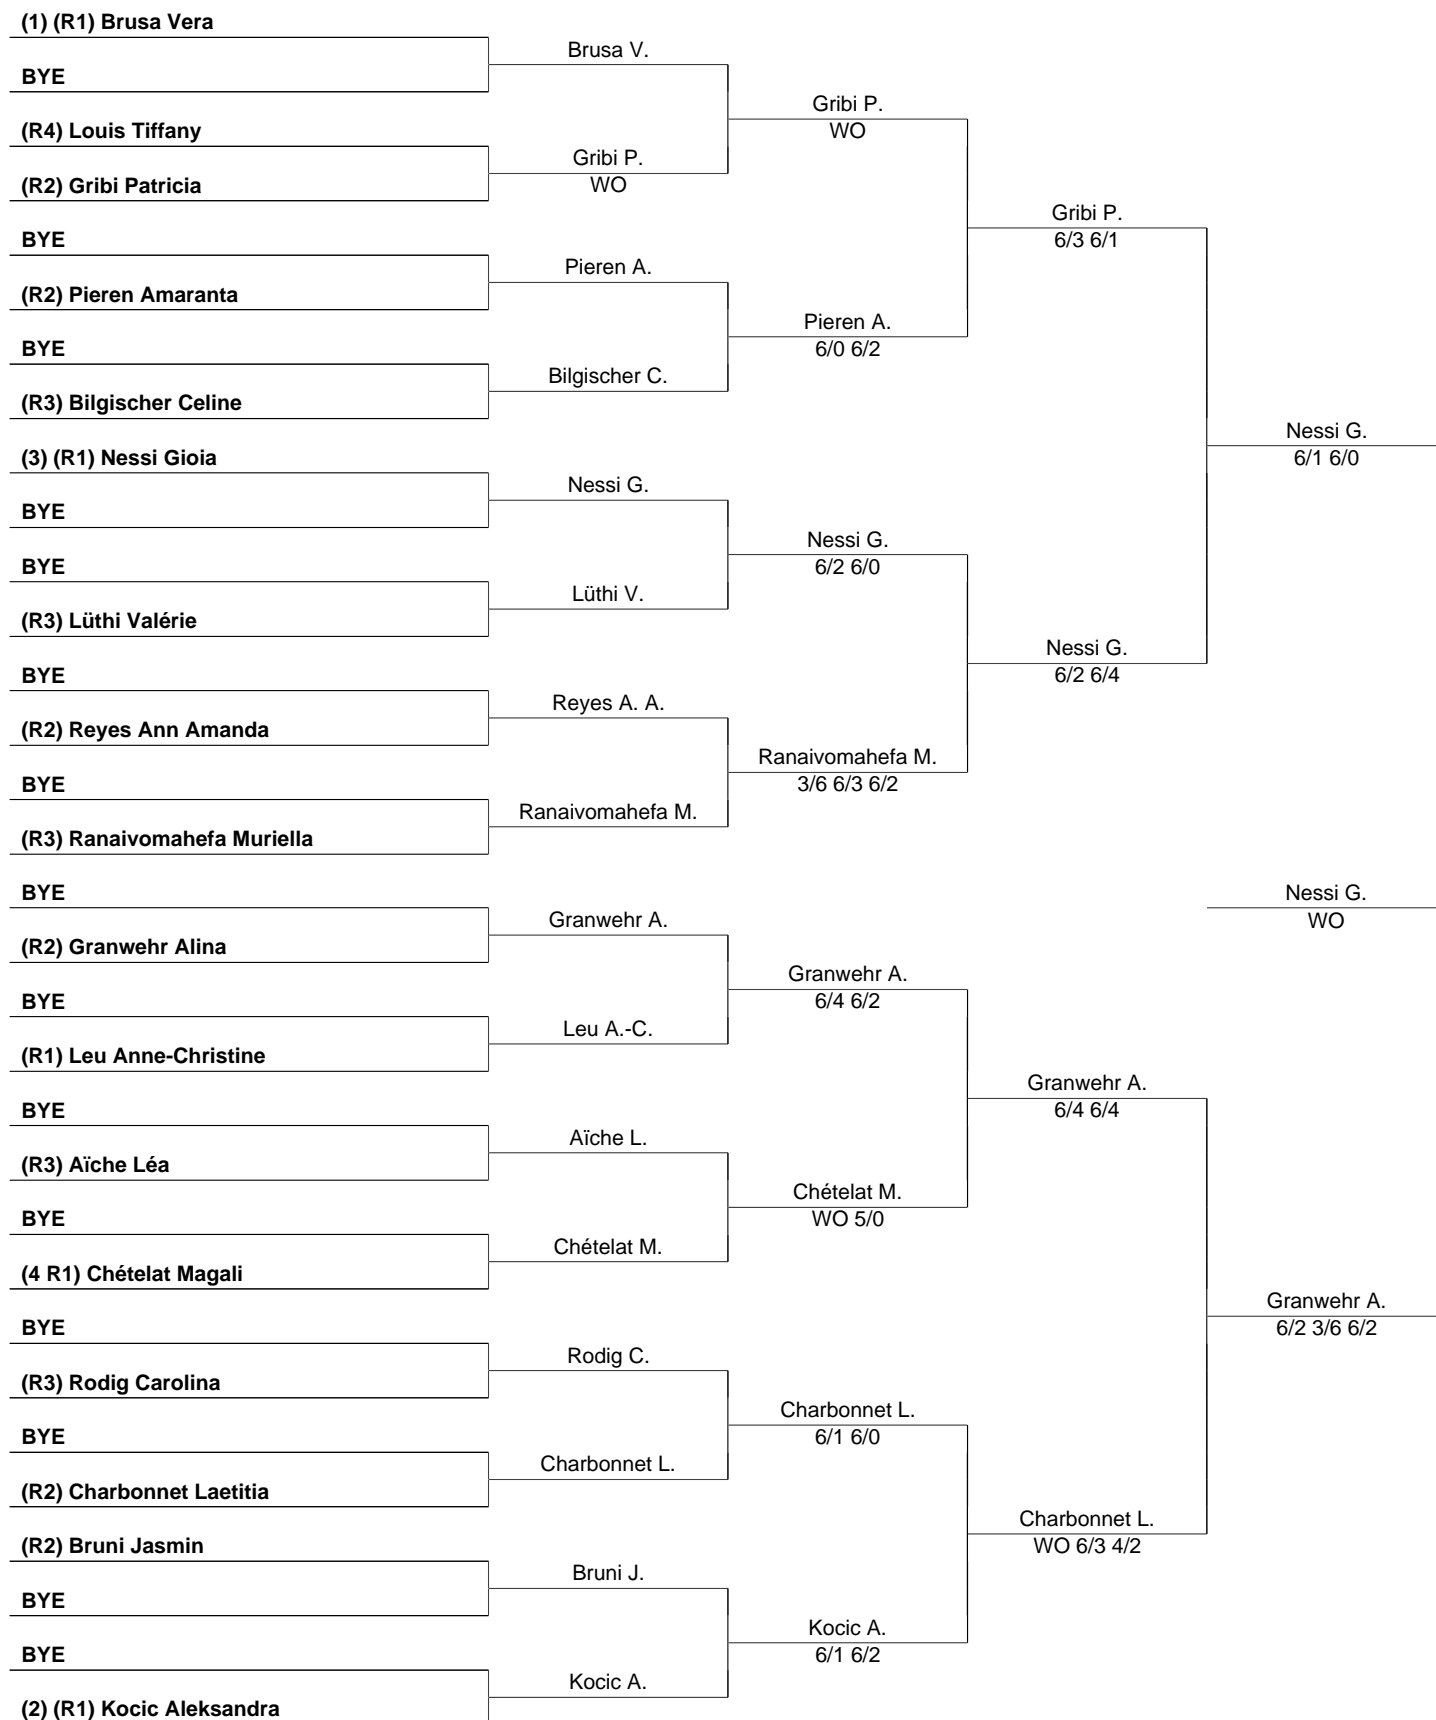 (1) (R1) Brusa Vera
Brusa V.
BYE
Gribi P.
WO
(R4) Louis Tiffany
Gribi P.
WO
(R2) Gribi Patricia
Gribi P.
6/3 6/1
BYE
Pieren A.
(R2) Pieren Amaranta
Pieren A.
6/0 6/2
BYE
Bilgischer C.
(R3) Bilgischer Celine
Nessi G.
6/1 6/0
(3) (R1) Nessi Gioia
Nessi G.
BYE
Nessi G.
6/2 6/0
BYE
Lüthi V.
(R3) Lüthi Valérie
Nessi G.
6/2 6/4
BYE
Reyes A. A.
(R2) Reyes Ann Amanda
Ranaivomahefa M.
3/6 6/3 6/2
BYE
Ranaivomahefa M.
(R3) Ranaivomahefa Muriella
BYE
Nessi G.
WO
Granwehr A.
(R2) Granwehr Alina
Granwehr A.
6/4 6/2
BYE
Leu A.-C.
(R1) Leu Anne-Christine
Granwehr A.
6/4 6/4
BYE
Aïche L.
(R3) Aïche Léa
Chételat M.
WO 5/0
BYE
Chételat M.
(4 R1) Chételat Magali
Granwehr A.
6/2 3/6 6/2
BYE
Rodig C.
(R3) Rodig Carolina
Charbonnet L.
6/1 6/0
BYE
Charbonnet L.
(R2) Charbonnet Laetitia
Charbonnet L.
WO 6/3 4/2
(R2) Bruni Jasmin
Bruni J.
BYE
Kocic A.
6/1 6/2
BYE
Kocic A.
(2) (R1) Kocic Aleksandra